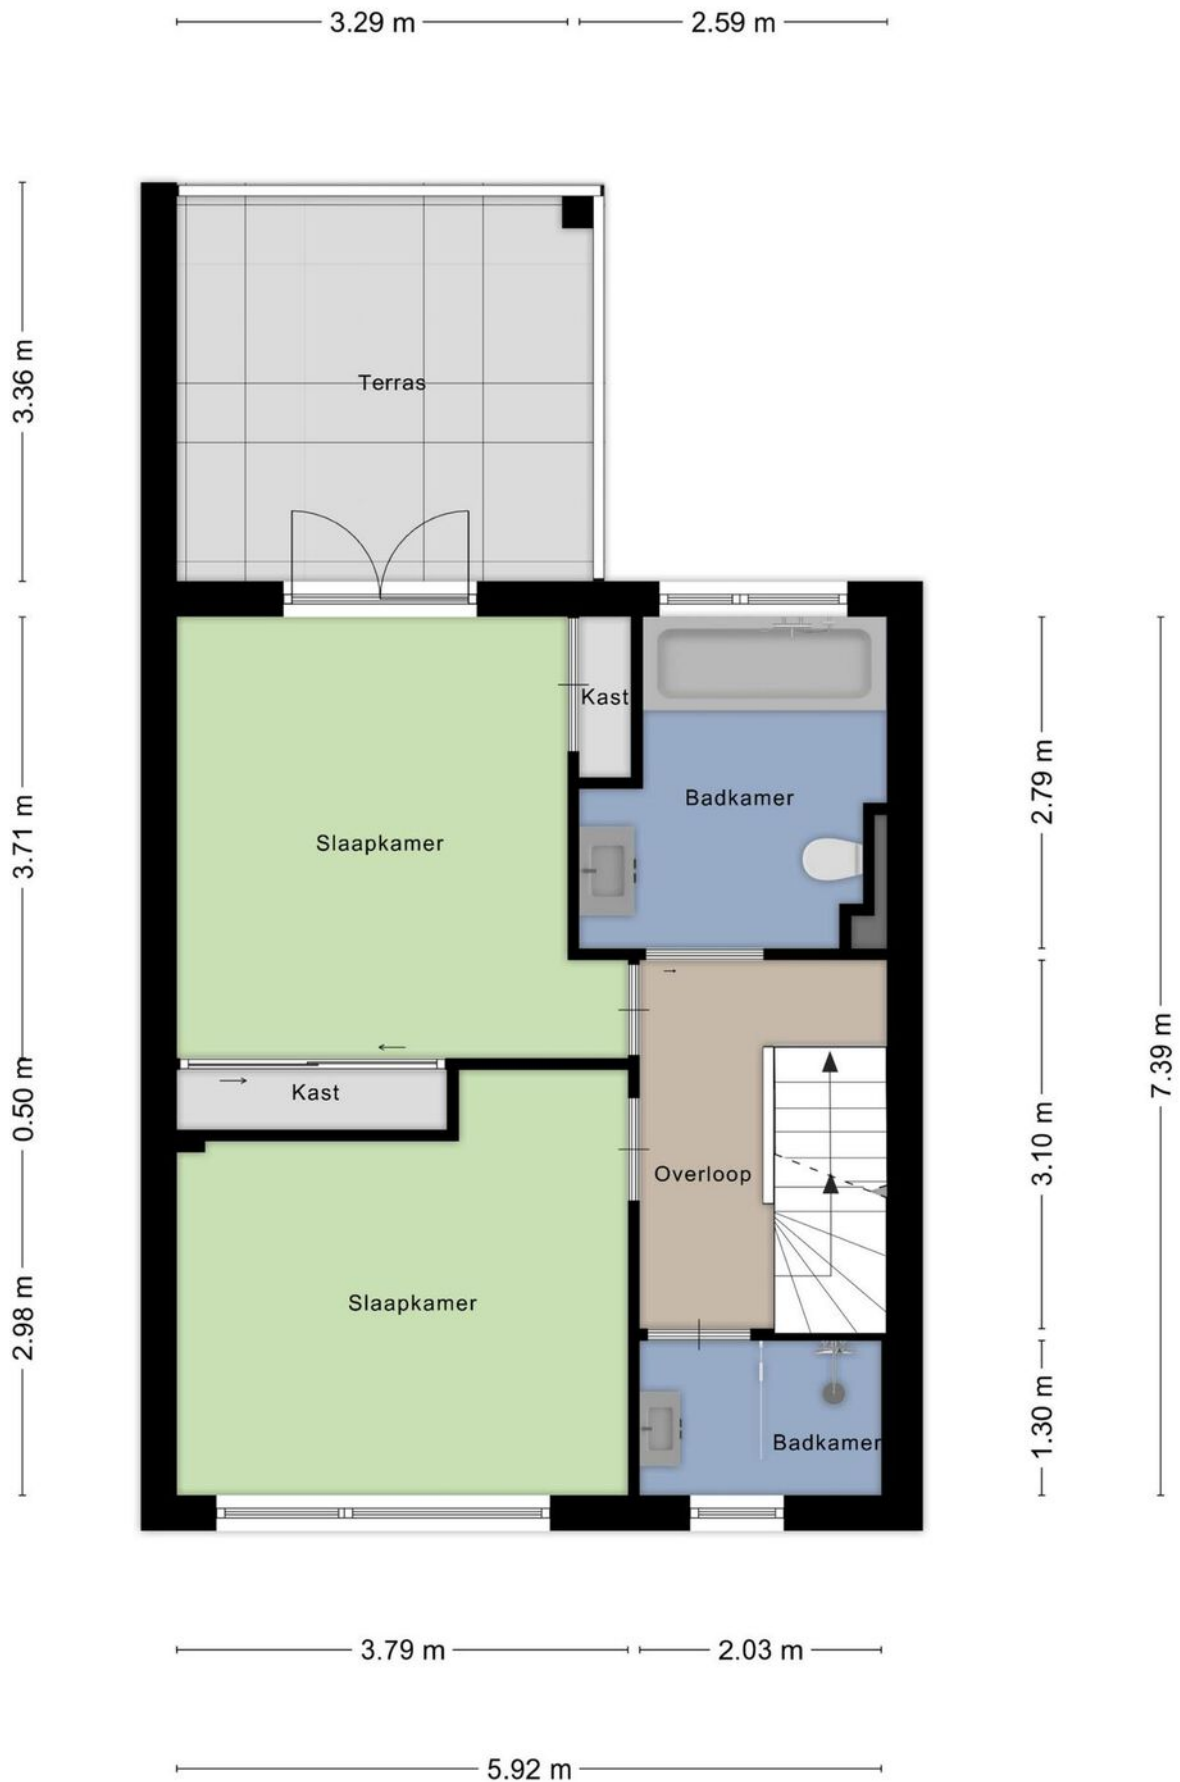 3.29 m
2.59 m
3.36 m
Terras
Kast
Badkamer
2.79 m
3.71 m
Slaapkamer
7.39 m
0.50 m
Kast
3.10 m
Overloop
2.98 m
Slaapkamer
1.30 m
Badkamer
3.79 m
2.03 m
5.92 m